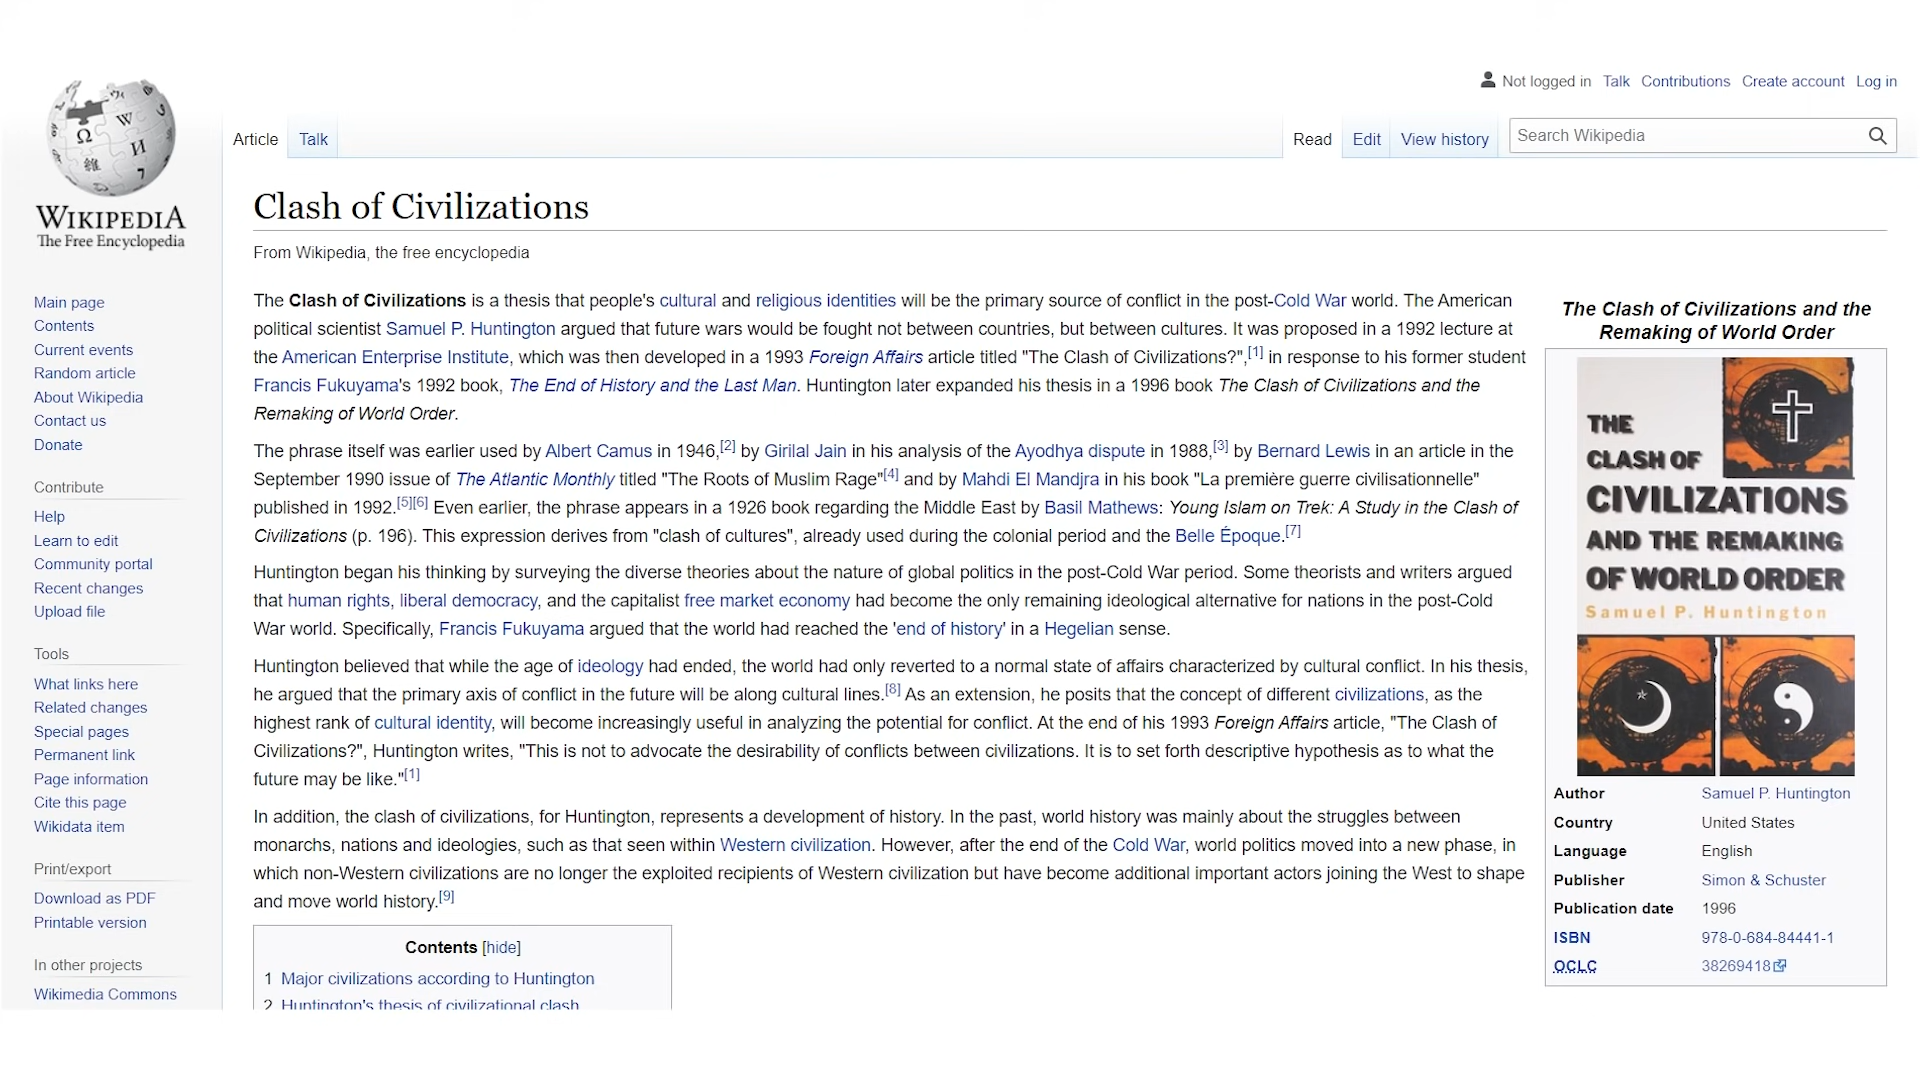 Not logged in Talk Contributions Create account Log in
Article Talk Read Edit View history Search Wikipedia
WIKIPEDIA
The Free Encyclopedia
Main page
Contents
Current events
Random article
About Wikipedia
Contact us
Donate
Contribute
Help
Learn to edit
Community portal
Recent changes
Upload file
Tools
What links here
Related changes
Special pages
Permanent link
Page information
Cite this page
Wikidata item
Print/export
Download as PDF
Printable version
In other projects
Wikimedia Commons
Clash of Civilizations
From Wikipedia, the free encyclopedia
The Clash of Civilizations is a thesis that people's cultural and religious identities will be the primary source of conflict in the post-Cold War world. The American
political scientist Samuel P. Huntington argued that future wars would be fought not between countries, but between cultures. It was proposed in a 1992 lecture at
the American Enterprise Institute, which was then developed in a 1993 Foreign Affairs article titled "The Clash of Civilizations?",[1] in response to his former student
Francis Fukuyama's 1992 book, The End of History and the Last Man. Huntington later expanded his thesis in a 1996 book The Clash of Civilizations and the
Remaking of World Order.
The phrase itself was earlier used by Albert Camus in 1946,[2] by Girilal Jain in his analysis of the Ayodhya dispute in 1988,[3] by Bernard Lewis in an article in the
September 1990 issue of The Atlantic Monthly titled "The Roots of Muslim Rage"[4] and by Mahdi El Mandjra in his book "La première guerre civilisationnelle"
published in 1992.[5][6] Even earlier, the phrase appears in a 1926 book regarding the Middle East by Basil Mathews: Young Islam on Trek: A Study in the Clash of
Civilizations (p. 196). This expression derives from "clash of cultures", already used during the colonial period and the Belle Époque.[7]
Huntington began his thinking by surveying the diverse theories about the nature of global politics in the post-Cold War period. Some theorists and writers argued
that human rights, liberal democracy, and the capitalist free market economy had become the only remaining ideological alternative for nations in the post-Cold
War world. Specifically, Francis Fukuyama argued that the world had reached the 'end of history' in a Hegelian sense.
Huntington believed that while the age of ideology had ended, the world had only reverted to a normal state of affairs characterized by cultural conflict. In his thesis,
he argued that the primary axis of conflict in the future will be along cultural lines.[8] As an extension, he posits that the concept of different civilizations, as the
highest rank of cultural identity, will become increasingly useful in analyzing the potential for conflict. At the end of his 1993 Foreign Affairs article, "The Clash of
Civilizations?", Huntington writes, "This is not to advocate the desirability of conflicts between civilizations. It is to set forth descriptive hypothesis as to what the
future may be like."[1]
In addition, the clash of civilizations, for Huntington, represents a development of history. In the past, world history was mainly about the struggles between
monarchs, nations and ideologies, such as that seen within Western civilization. However, after the end of the Cold War, world politics moved into a new phase, in
which non-Western civilizations are no longer the exploited recipients of Western civilization but have become additional important actors joining the West to shape
and move world history.[9]
Contents [hide]
1 Major civilizations according to Huntington
2 Huntington's thesis of civilizational clash
The Clash of Civilizations and the
Remaking of World Order
THE
CLASH OF
CIVILIZATIONS
AND THE REMAKING
OF WORLD ORDER
Samuel P. Huntington
Author Samuel P. Huntington
Country United States
Language English
Publisher Simon & Schuster
Publication date 1996
ISBN 978-0-684-84441-1
OCLC 38269418